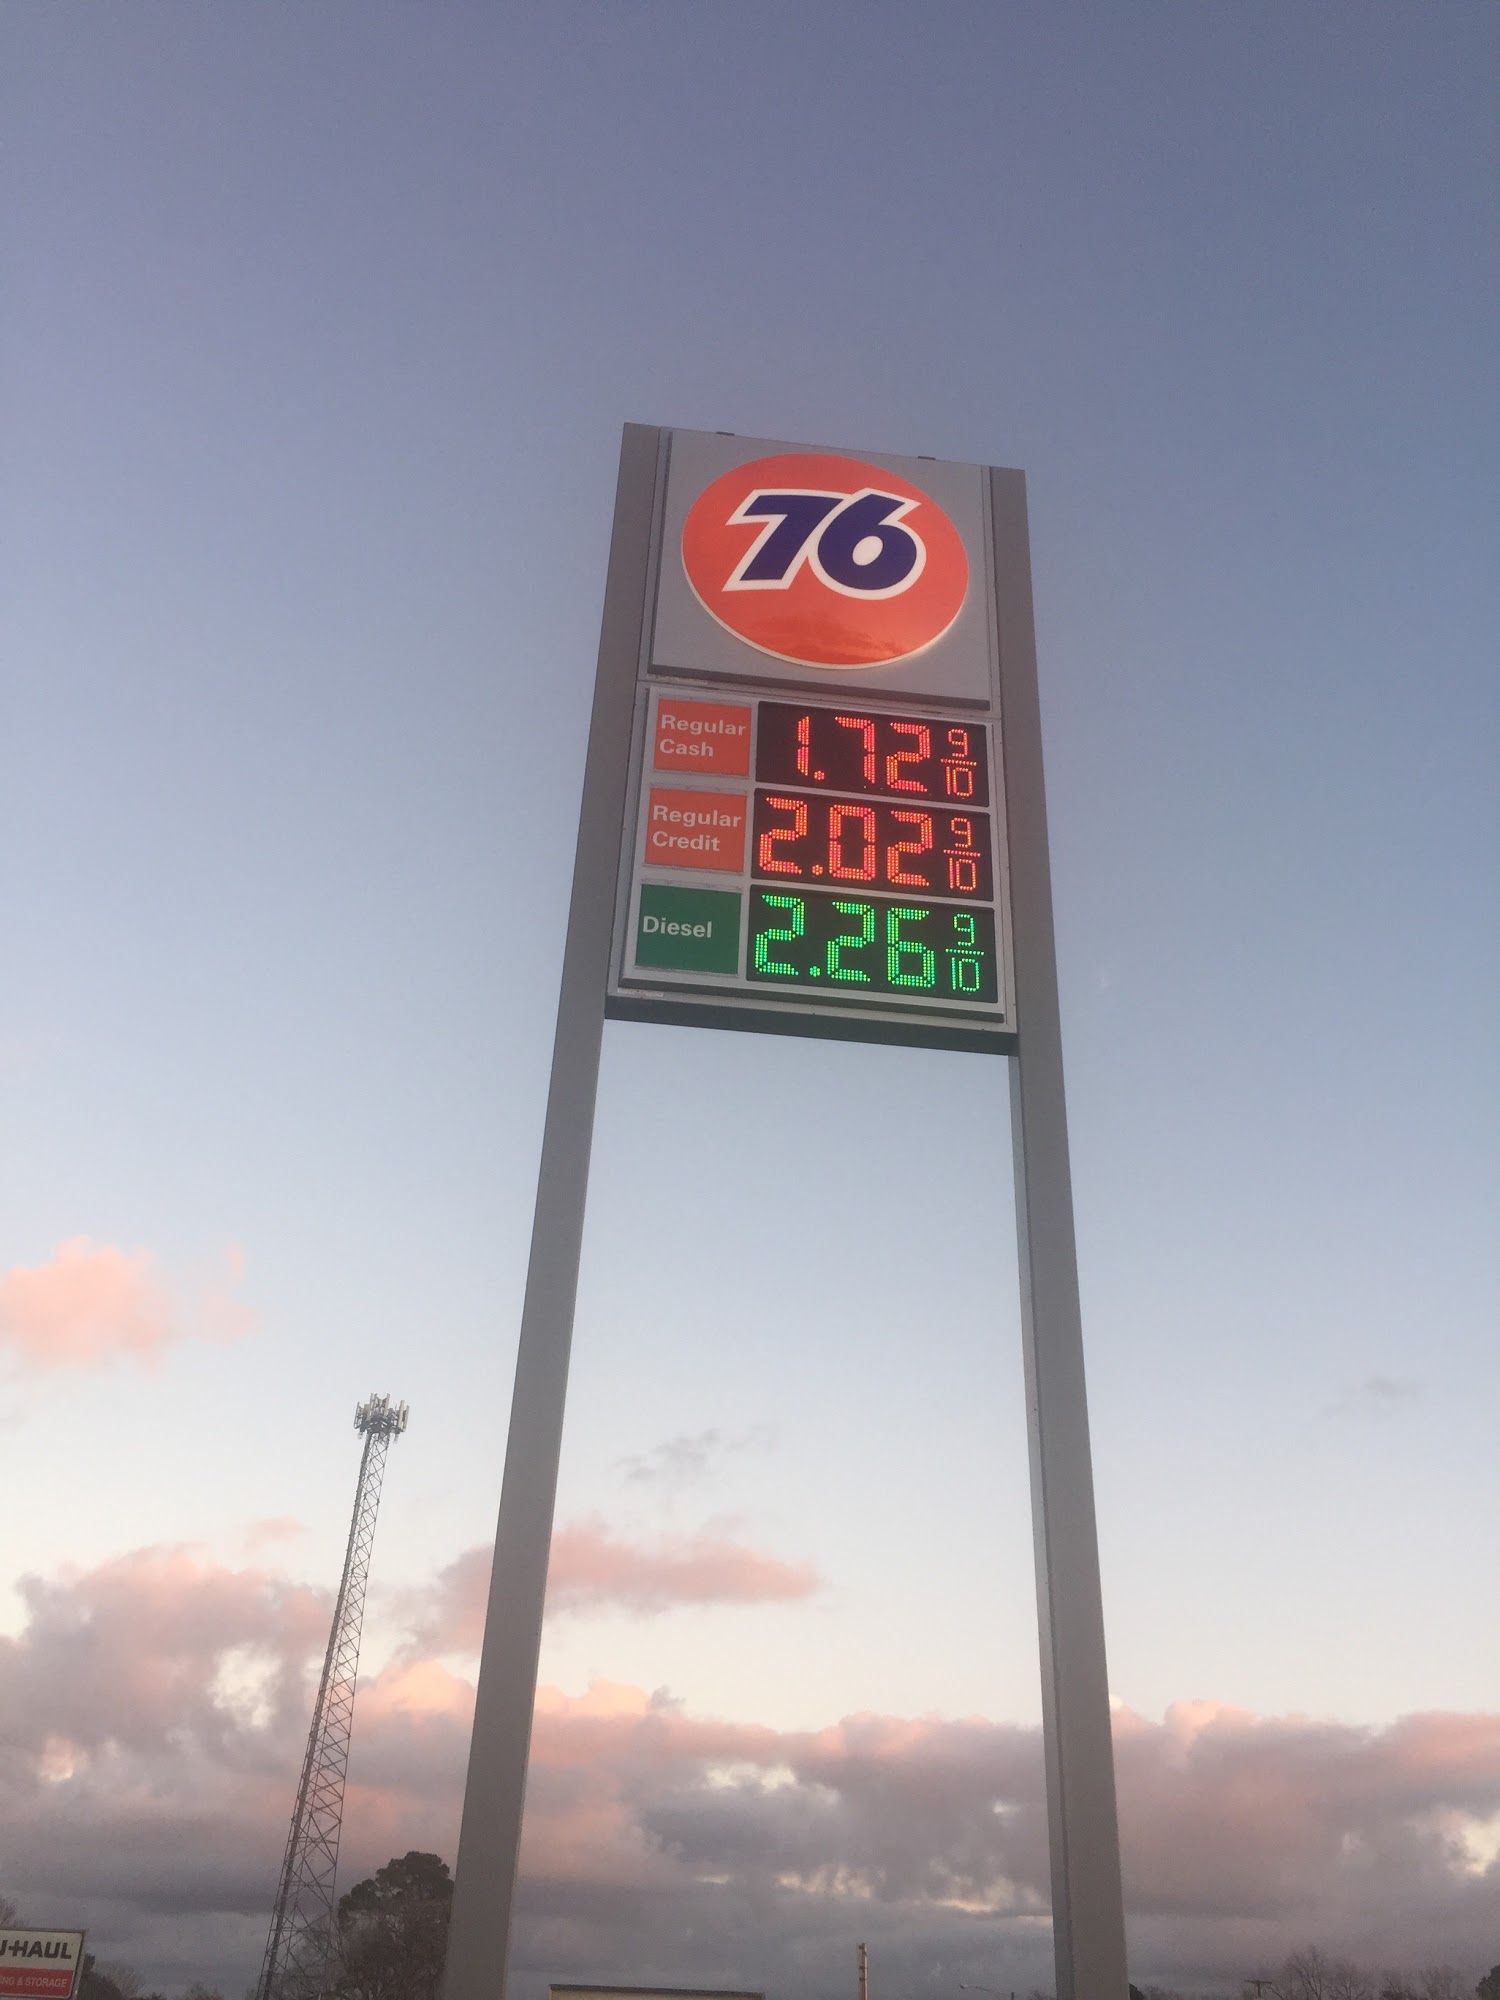 76
Regular
Cash
1.72 9/10
Regular
Credit
2.02 9/10
Diesel
2.26 9/10
U-HAUL
& STORAGE